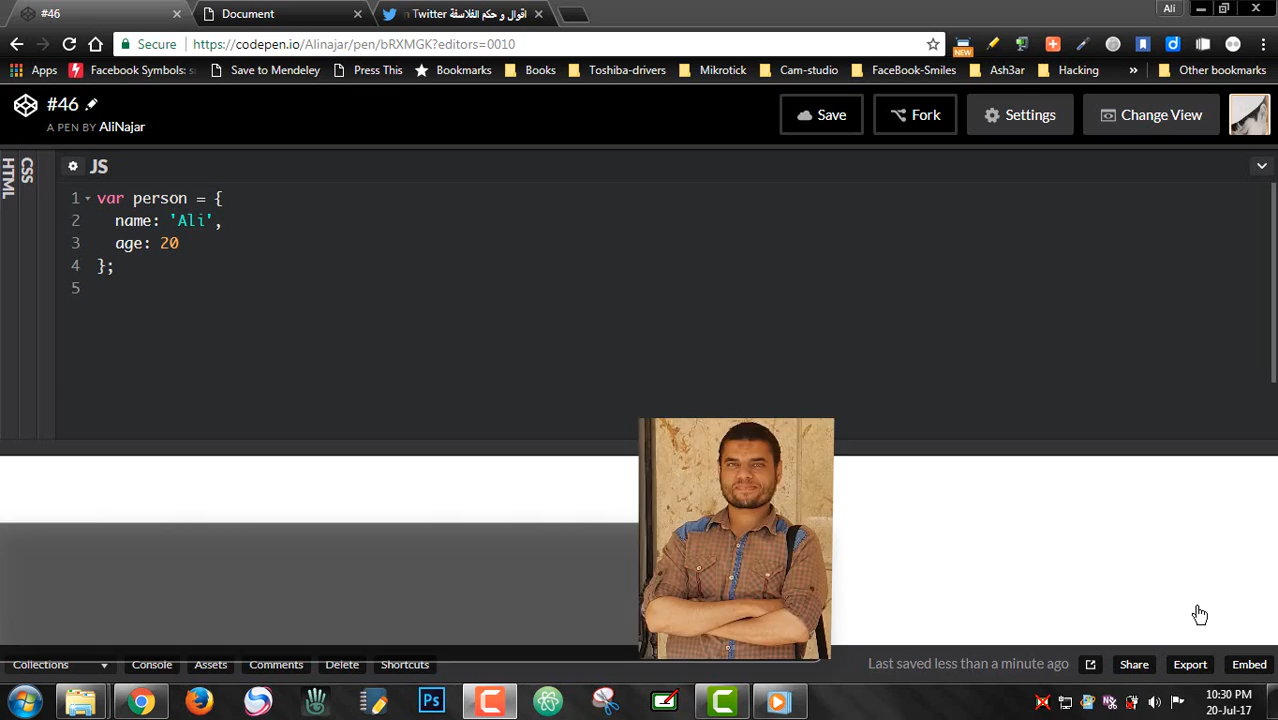 #46
Document
اقوال و حكم الفلاسفة Twitter
Ali
Secure
https://codepen.io/Alinajar/pen/bRXMGK?editors=0010
NEW
Apps
Facebook Symbols: s
Save to Mendeley
Press This
Bookmarks
Books
Toshiba-drivers
Mikrotick
Cam-studio
FaceBook-Smiles
Ash3ar
Hacking
»
Other bookmarks
#46
A PEN BY AliNajar
Save
Fork
Settings
Change View
HTML
CSS
JS
1 var person = {
2 name: 'Ali',
3 age: 20
4 };
5
Collections
Console
Assets
Comments
Delete
Shortcuts
Last saved less than a minute ago
Share
Export
Embed
Ps
10:30 PM
20-Jul-17